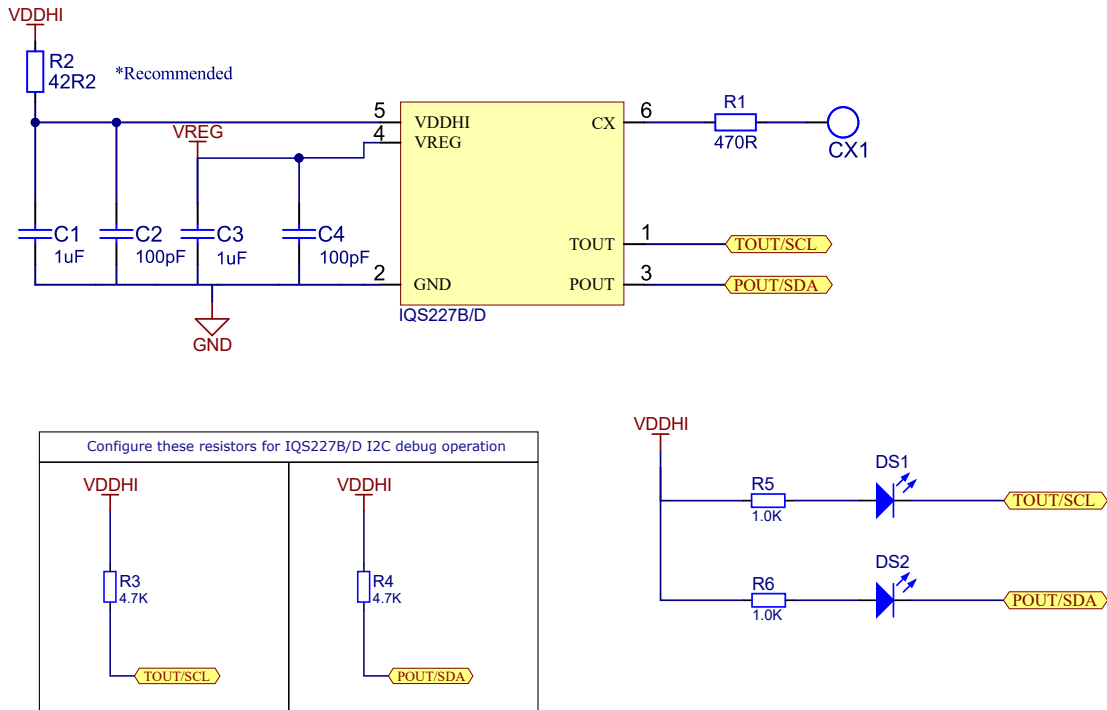 VDDHI
R2
42R2
*Recommended
VREG
5
4
2
VDDHI
VREG
GND
CX
TOUT
POUT
6
1
3
R1
470R
CX1
TOUT/SCL
POUT/SDA
C1
1uF
C2
100pF
C3
1uF
C4
100pF
IQS227B/D
GND
Configure these resistors for IQS227B/D I2C debug operation
VDDHI
R3
4.7K
TOUT/SCL
VDDHI
R4
4.7K
POUT/SDA
VDDHI
R5
1.0K
DS1
TOUT/SCL
R6
1.0K
DS2
POUT/SDA